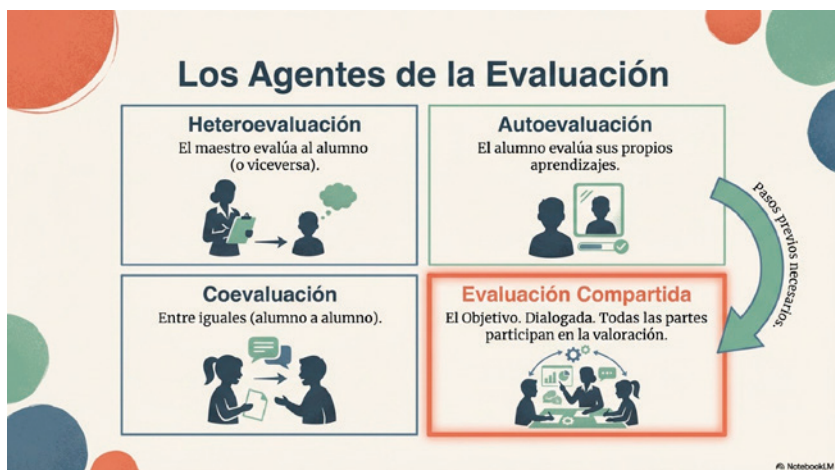 Los Agentes de la Evaluación
Heteroevaluación
El maestro evalúa al alumno
(o viceversa).
Autoevaluación
El alumno evalúa sus propios
aprendizajes.
Pasos previos necesarios.
Coevaluación
Entre iguales (alumno a alumno).
Evaluación Compartida
El Objetivo. Dialogada. Todas las partes
participan en la valoración.
NotebookLM